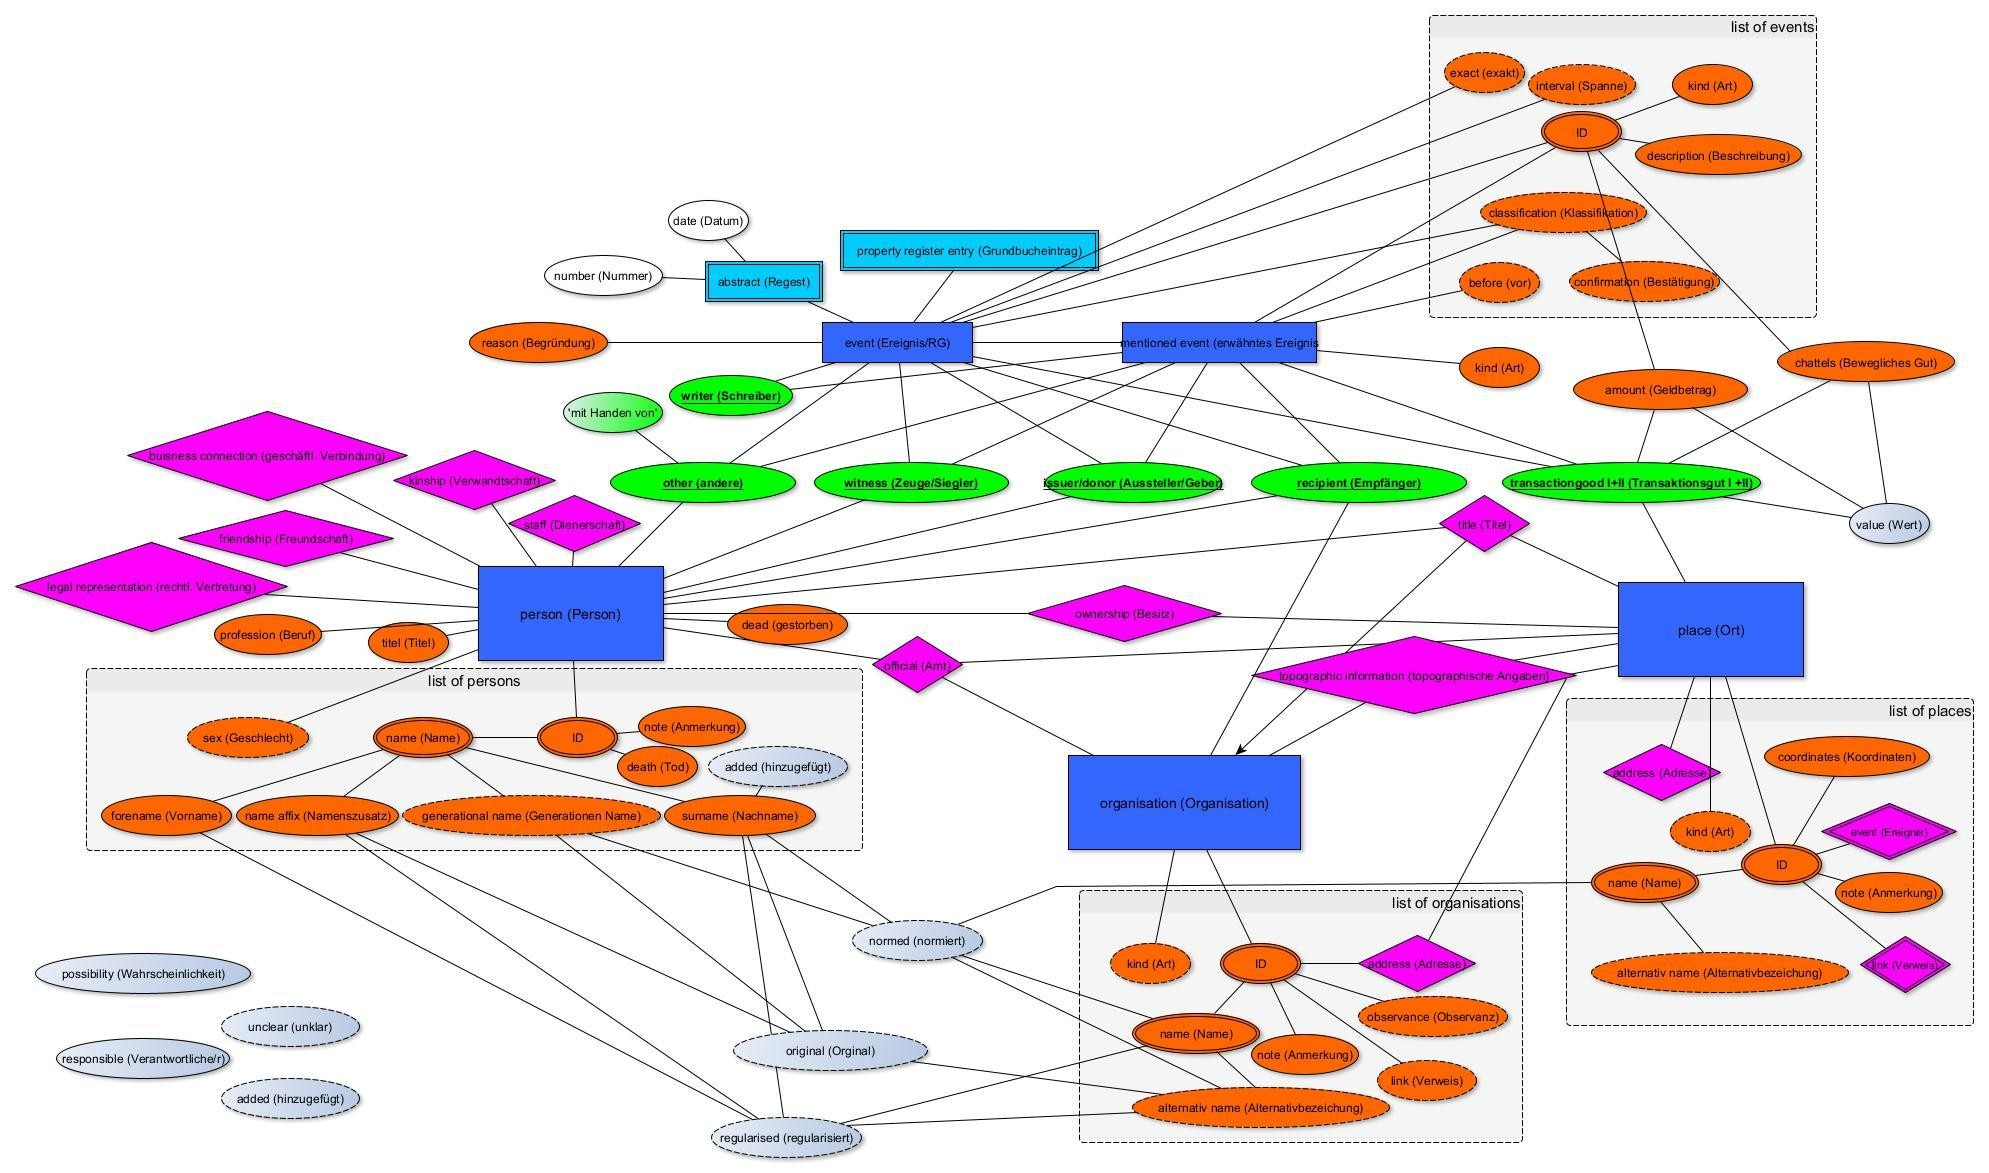 list of events
exact (exakt)
interval (Spanne)
kind (Art)
ID
description (Beschreibung)
classification (Klassifikation)
before (vor)
confirmation (Bestätigung)
date (Datum)
property register entry (Grundbucheintrag)
number (Nummer)
abstract (Regest)
reason (Begründung)
event (Ereignis/RG)
mentioned event (erwähntes Ereignis
kind (Art)
chattels (Bewegliches Gut)
amount (Geldbetrag)
writer (Schreiber)
'mit Handen von'
buisness connection (geschäftl. Verbindung)
kinship (Verwandtschaft)
other (andere)
witness (Zeuge/Siegler)
issuer/donor (Aussteller/Geber)
recipient (Empfänger)
transactiongood I+II (Transaktionsgut I +II)
staff (Dienerschaft)
title (Titel)
value (Wert)
friendship (Freundschaft)
legal representation (rechtl. Vertretung)
person (Person)
ownership (Besitz)
dead (gestorben)
place (Ort)
profession (Beruf)
titel (Titel)
official (Amt)
topographic information (topographische Angaben)
list of persons
sex (Geschlecht)
name (Name)
ID
note (Anmerkung)
death (Tod)
added (hinzugefügt)
forename (Vorname)
name affix (Namenszusatz)
generational name (Generationen Name)
surname (Nachname)
organisation (Organisation)
list of places
coordinates (Koordinaten)
address (Adresse)
kind (Art)
event (Ereignis)
ID
name (Name)
note (Anmerkung)
link (Verweis)
alternativ name (Alternativbezeichung)
list of organisations
normed (normiert)
kind (Art)
ID
address (Adresse)
observance (Observanz)
name (Name)
note (Anmerkung)
link (Verweis)
alternativ name (Alternativbezeichung)
original (Orginal)
regularised (regularisiert)
possibility (Wahrscheinlichkeit)
unclear (unklar)
responsible (Verantwortliche/r)
added (hinzugefügt)